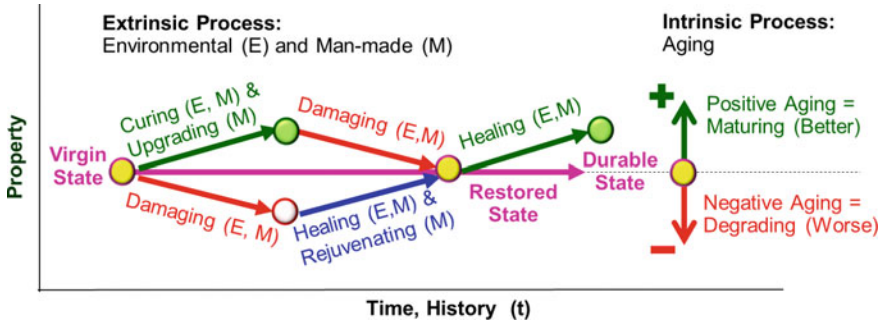 Extrinsic Process:
Environmental (E) and Man-made (M)
Intrinsic Process:
Aging
Property
Virgin
State
Curing (E, M) &
Upgrading (M)
Damaging (E,M)
Healing (E,M)
Damaging (E, M)
Healing (E,M) &
Rejuvenating (M)
Restored
State
Durable
State
+
Positive Aging =
Maturing (Better)
Negative Aging =
Degrading (Worse)
−
Time, History (t)